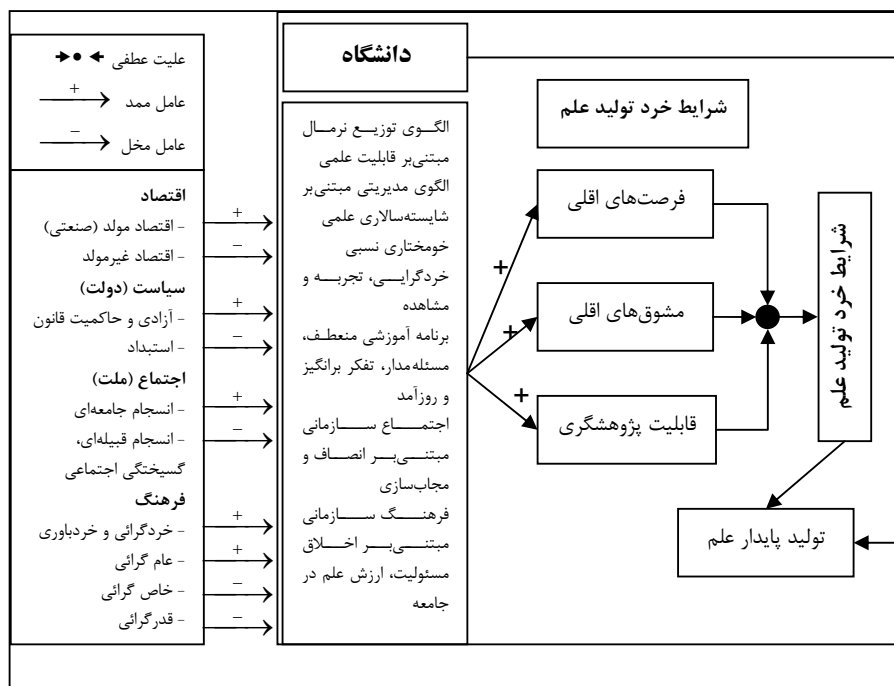 علیت عطفی
+
عامل ممد
−
عامل مخل
اقتصاد
- اقتصاد مولد (صنعتی)
+
- اقتصاد غیرمولد
−
سیاست (دولت)
- آزادی و حاکمیت قانون
+
- استبداد
−
اجتماع (ملت)
- انسجام جامعه‌ای
+
- انسجام قبیله‌ای،
−
گسیختگی اجتماعی
فرهنگ
- خردگرائی و خردباوری
+
- عام گرائی
+
- خاص گرائی
−
- قدرگرائی
−
دانشگاه
الگوی توزیع نرمال
مبتنی‌بر قابلیت علمی
الگوی مدیریتی مبتنی‌بر
شایسته‌سالاری علمی
خومختاری نسبی
خردگرایی، تجربه و
مشاهده
برنامه آموزشی منعطف،
مسئله‌مدار، تفکر برانگیز
و روزآمد
اجتماع سازمانی
مبتنی‌بر انصاف و
مجاب‌سازی
فرهنگ سازمانی
مبتنی‌بر اخلاق
مسئولیت، ارزش علم در
جامعه
شرایط خرد تولید علم
+
فرصت‌های اقلی
+
مشوق‌های اقلی
+
قابلیت پژوهشگری
شرایط خرد تولید علم
تولید پایدار علم